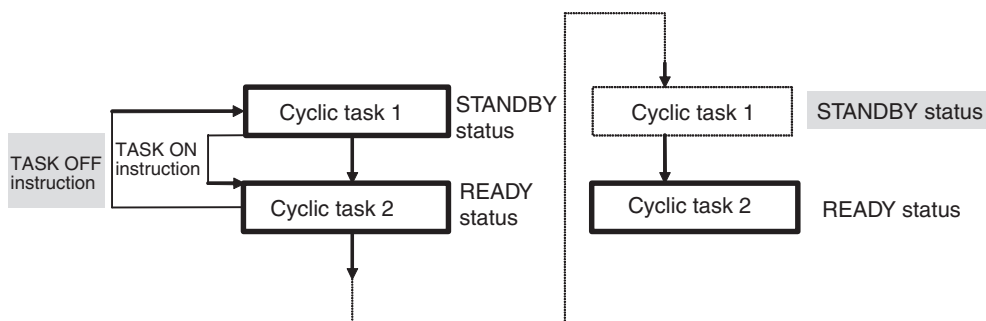 Cyclic task 1
STANDBY
status
TASK OFF
instruction
TASK ON
instruction
Cyclic task 2
READY
status
Cyclic task 1
STANDBY status
Cyclic task 2
READY status